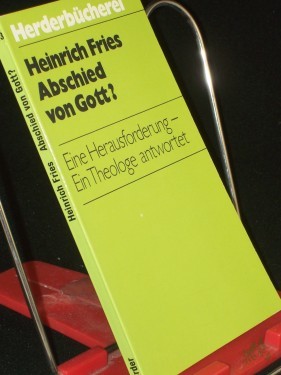 Herderbücherei
Heinrich Fries
Abschied
von Gott?
Eine Herausforderung –
Ein Theologe antwortet
Heinrich Fries Abschied von Gott?